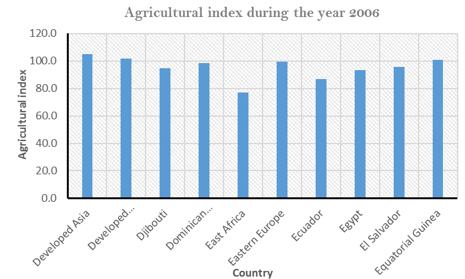 Agricultural index during the year 2006
120.0
100.0
80.0
60.0
40.0
20.0
0.0
Agricultural index
Developed Asia
Developed...
Djibouti
Dominican...
East Africa
Eastern Europe
Ecuador
Egypt
El Salvador
Equatorial Guinea
Country